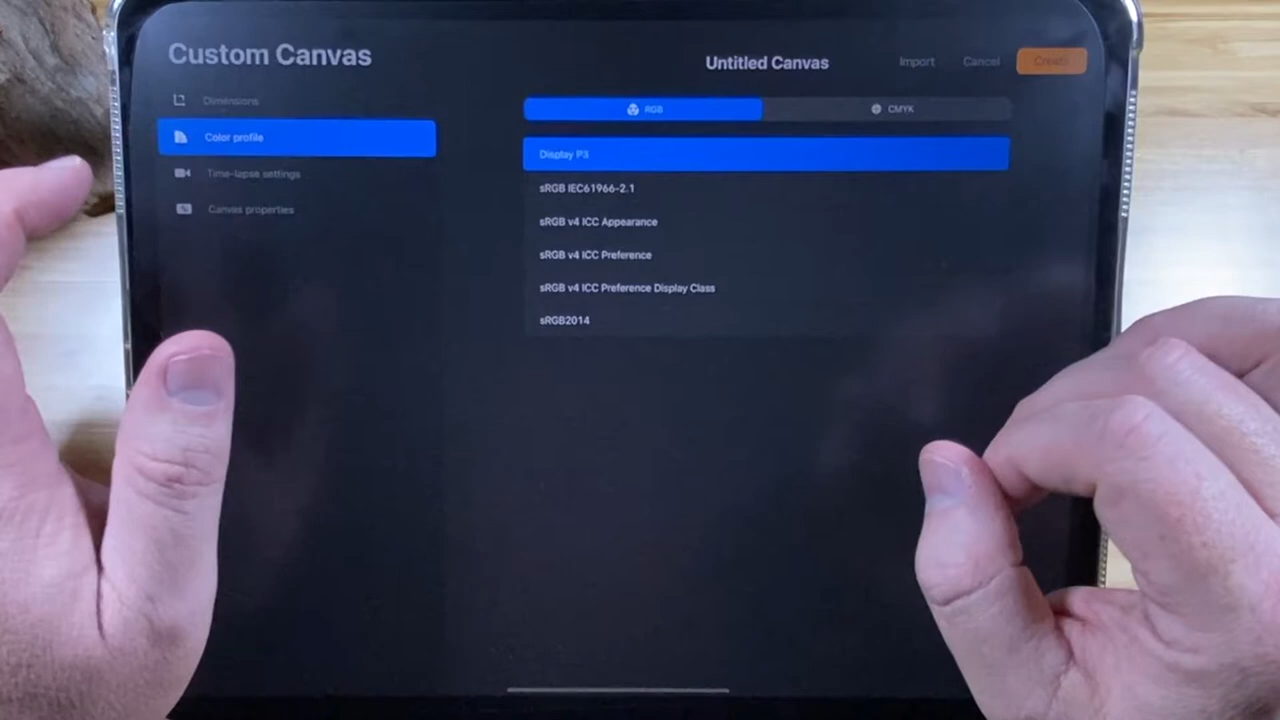 Custom Canvas
Untitled Canvas
Import
Cancel
Create
Dimensions
Color profile
Time-lapse settings
Canvas properties
RGB
CMYK
Display P3
sRGB IEC61966-2.1
sRGB v4 ICC Appearance
sRGB v4 ICC Preference
sRGB v4 ICC Preference Display Class
sRGB2014